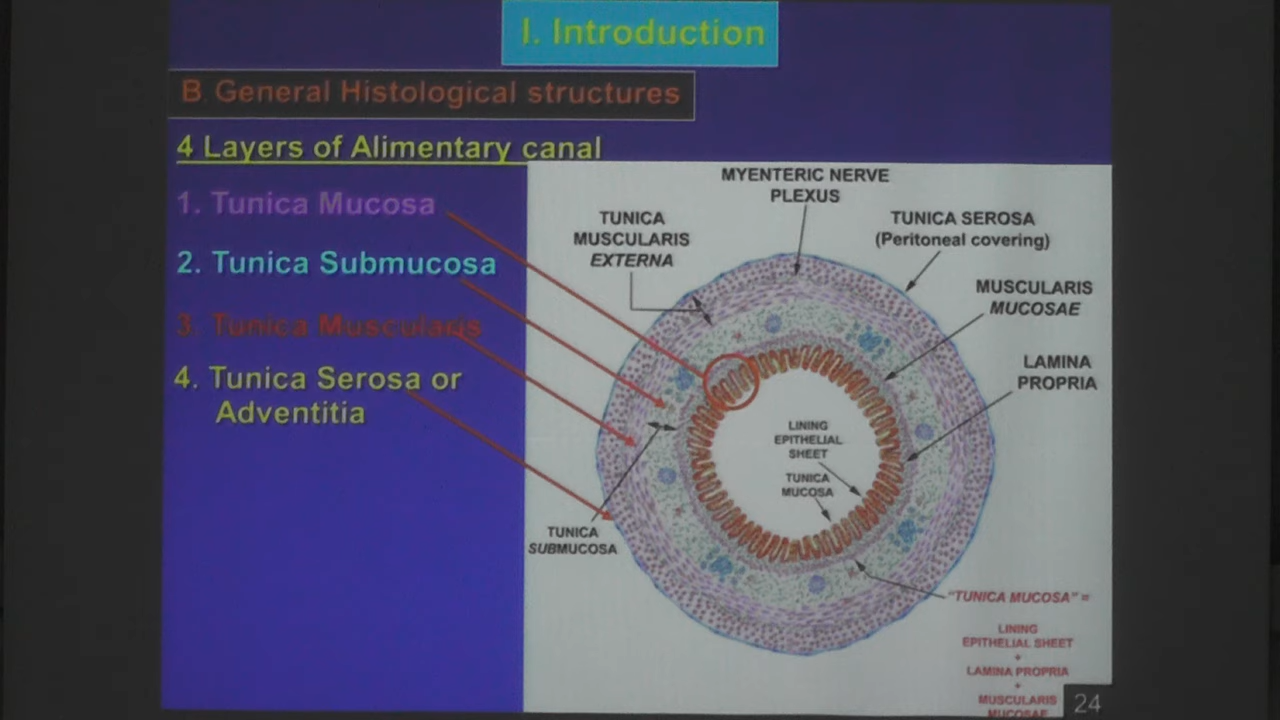 I. Introduction
B. General Histological structures
4 Layers of Alimentary canal
1. Tunica Mucosa
2. Tunica Submucosa
3. Tunica Muscularis
4. Tunica Serosa or
Adventitia
MYENTERIC NERVE
PLEXUS
TUNICA
MUSCULARIS
EXTERNA
TUNICA SEROSA
(Peritoneal covering)
MUSCULARIS
MUCOSAE
LAMINA
PROPRIA
LINING
EPITHELIAL
SHEET
TUNICA
MUCOSA
TUNICA
SUBMUCOSA
"TUNICA MUCOSA" =
LINING
EPITHELIAL SHEET
+
LAMINA PROPRIA
+
MUSCULARIS
MUCOSAE
24